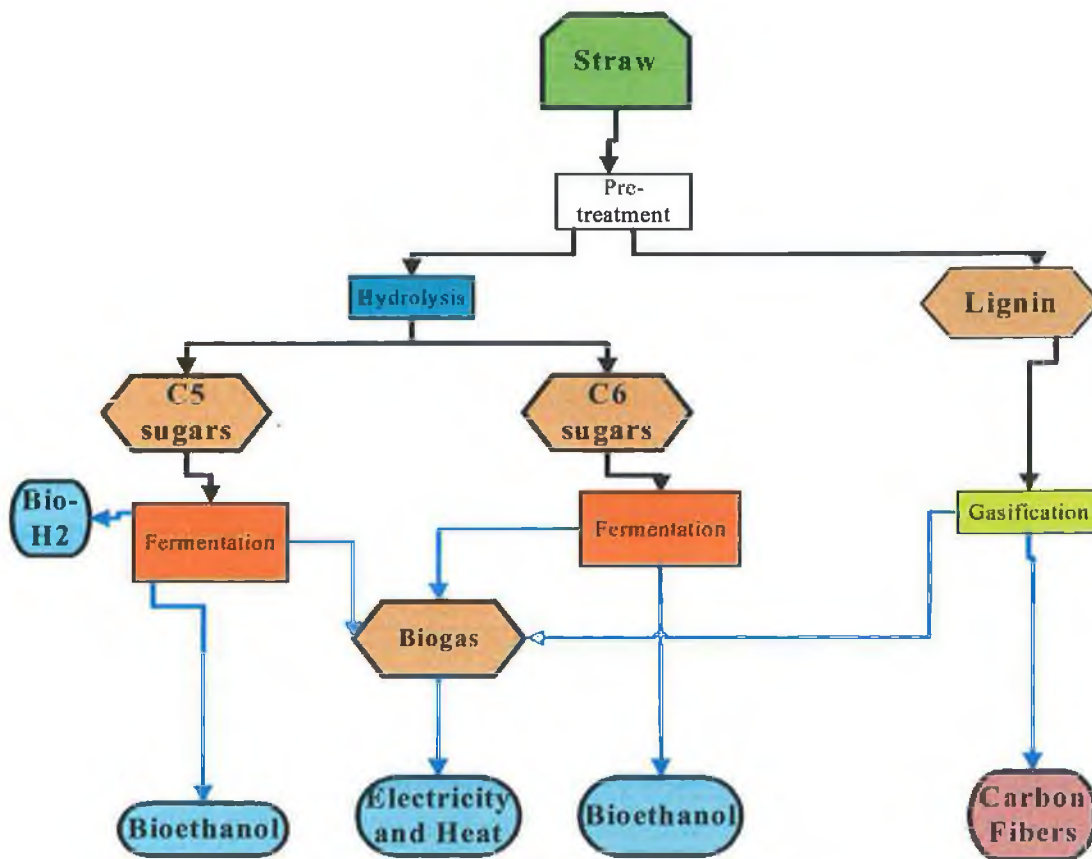 Straw
Pre-
treatment
Hydrolysis
Lignin
C5
sugars
C6
sugars
Bio-
H2
Fermentation
Fermentation
Gasification
Biogas
Bioethanol
Electricity
and Heat
Bioethanol
Carbon
Fibers